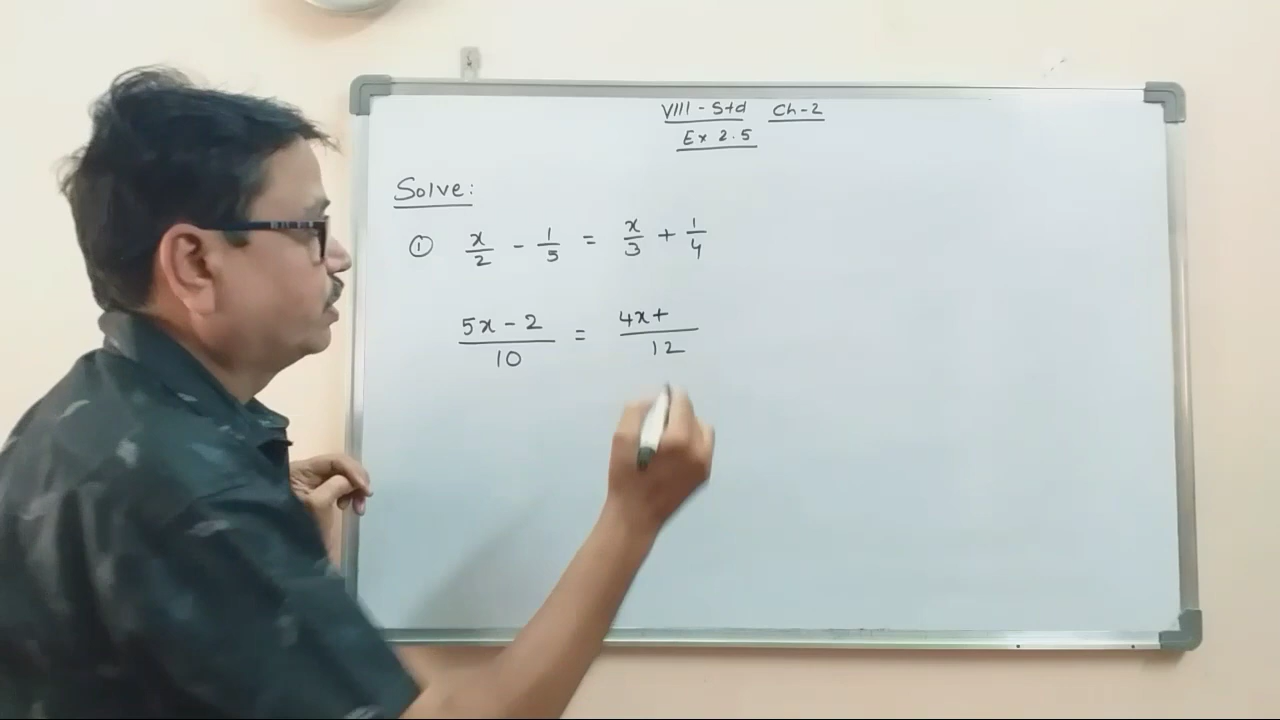 VIII - Std Ch-2
Ex 2.5
Solve:
① x/2 - 1/5 = x/3 + 1/4
5x - 2/10 = 4x+/12